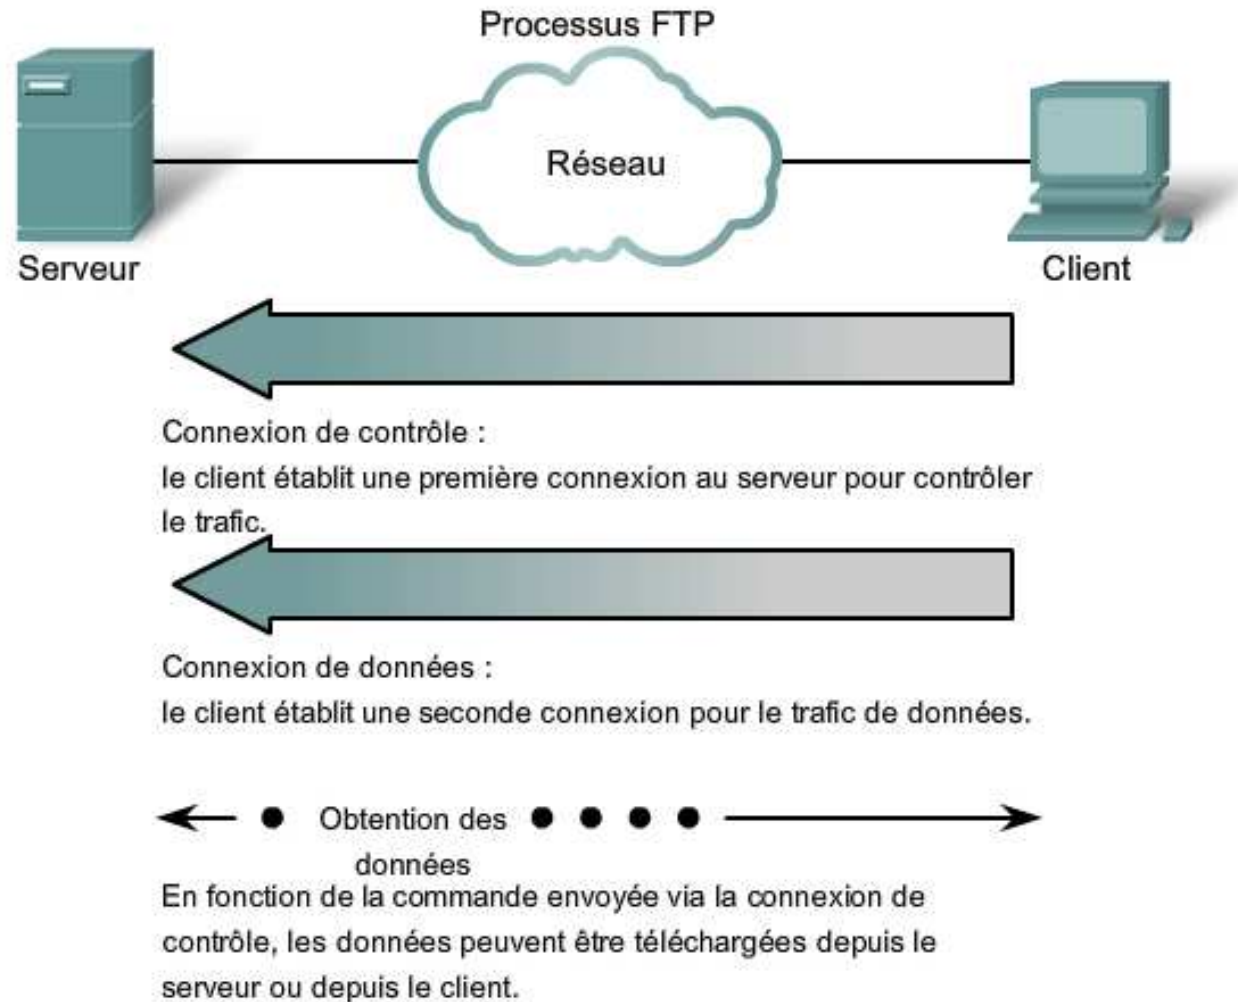 Processus FTP
Réseau
Serveur
Client
Connexion de contrôle :
le client établit une première connexion au serveur pour contrôler
le trafic.
Connexion de données :
le client établit une seconde connexion pour le trafic de données.
Obtention des
données
En fonction de la commande envoyée via la connexion de
contrôle, les données peuvent être téléchargées depuis le
serveur ou depuis le client.